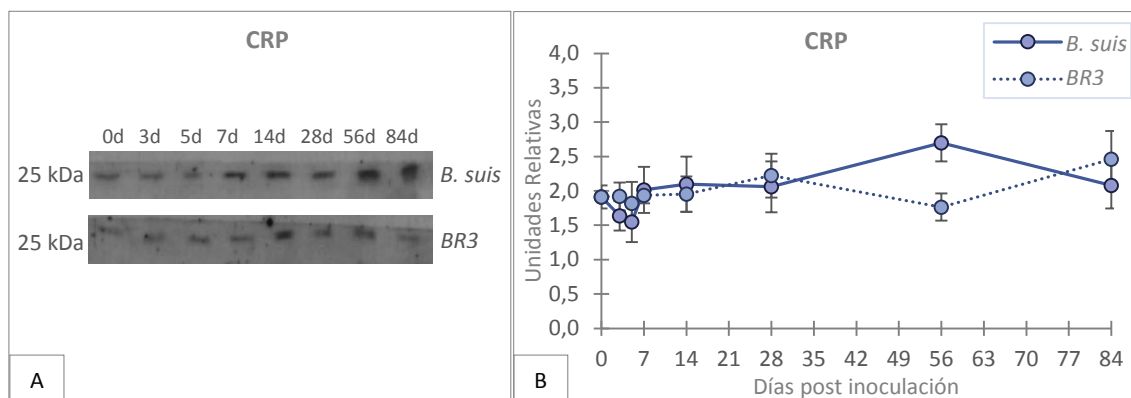 CRP
0d 3d 5d 7d 14d 28d 56d 84d
25 kDa B. suis
25 kDa BR3
A
CRP
B. suis
BR3
4,0
3,5
3,0
2,5
2,0
1,5
1,0
0,5
0,0
Unidades Relativas
0 7 14 21 28 35 42 49 56 63 70 77 84
Días post inoculación
B